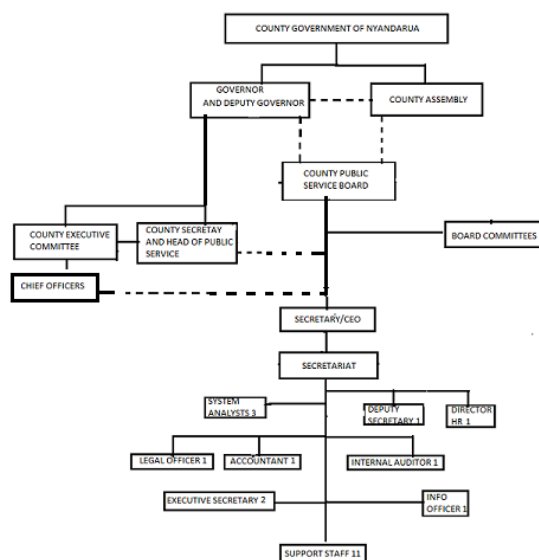 COUNTY GOVERNMENT OF NYANDARUA
GOVERNOR
AND DEPUTY GOVERNOR
COUNTY ASSEMBLY
COUNTY PUBLIC
SERVICE BOARD
COUNTY EXECUTIVE
COMMITTEE
COUNTY SECRETAY
AND HEAD OF PUBLIC
SERVICE
BOARD COMMITTEES
CHIEF OFFICERS
SECRETARY/CEO
SECRETARIAT
SYSTEM
ANALYSTS 3
DEPUTY
SECRETARY 1
DIRECTOR
HR 1
LEGAL OFFICER 1
ACCOUNTANT 1
INTERNAL AUDITOR 1
EXECUTIVE SECRETARY 2
INFO
OFFICER 1
SUPPORT STAFF 11